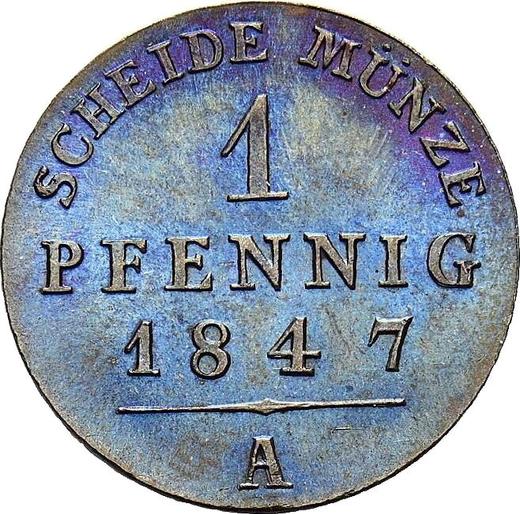 SCHEIDE MÜNZE.
1
PFENNIG
1847
A